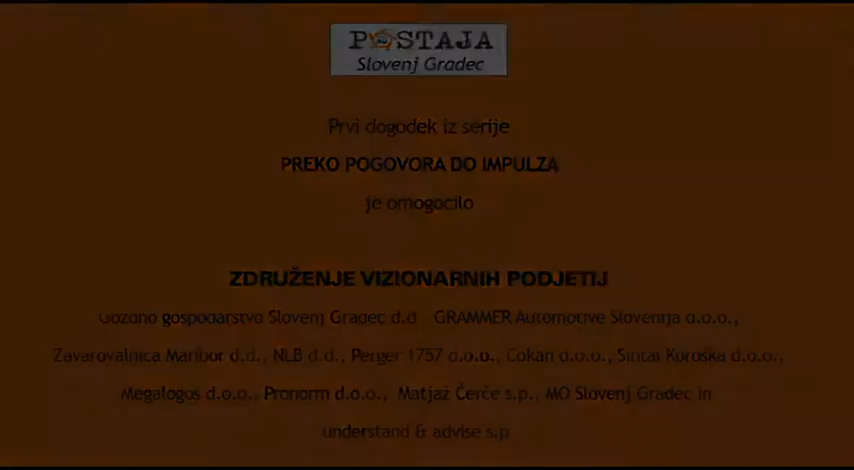 POSTAJA
Slovenj Gradec
Prvi dogodek iz serije
PREKO POGOVORA DO IMPULZA
je omogocilo
ZDRUŽENJE VIZIONARNIH PODJETIJ
Gozdno gospodarstvo Slovenj Gradec d.d GRAMMER Automotive Slovenija d.o.o.,
Zavarovalnica Maribor d.d., NLB d.d., Perger 1757 d.o.o., Cokan d.o.o., Sintal Koroška d.o.o.,
Megalogos d.o.o., Pronorm d.o.o., Matjaž Čerče s.p., MO Slovenj Gradec in
understand & advise s.p